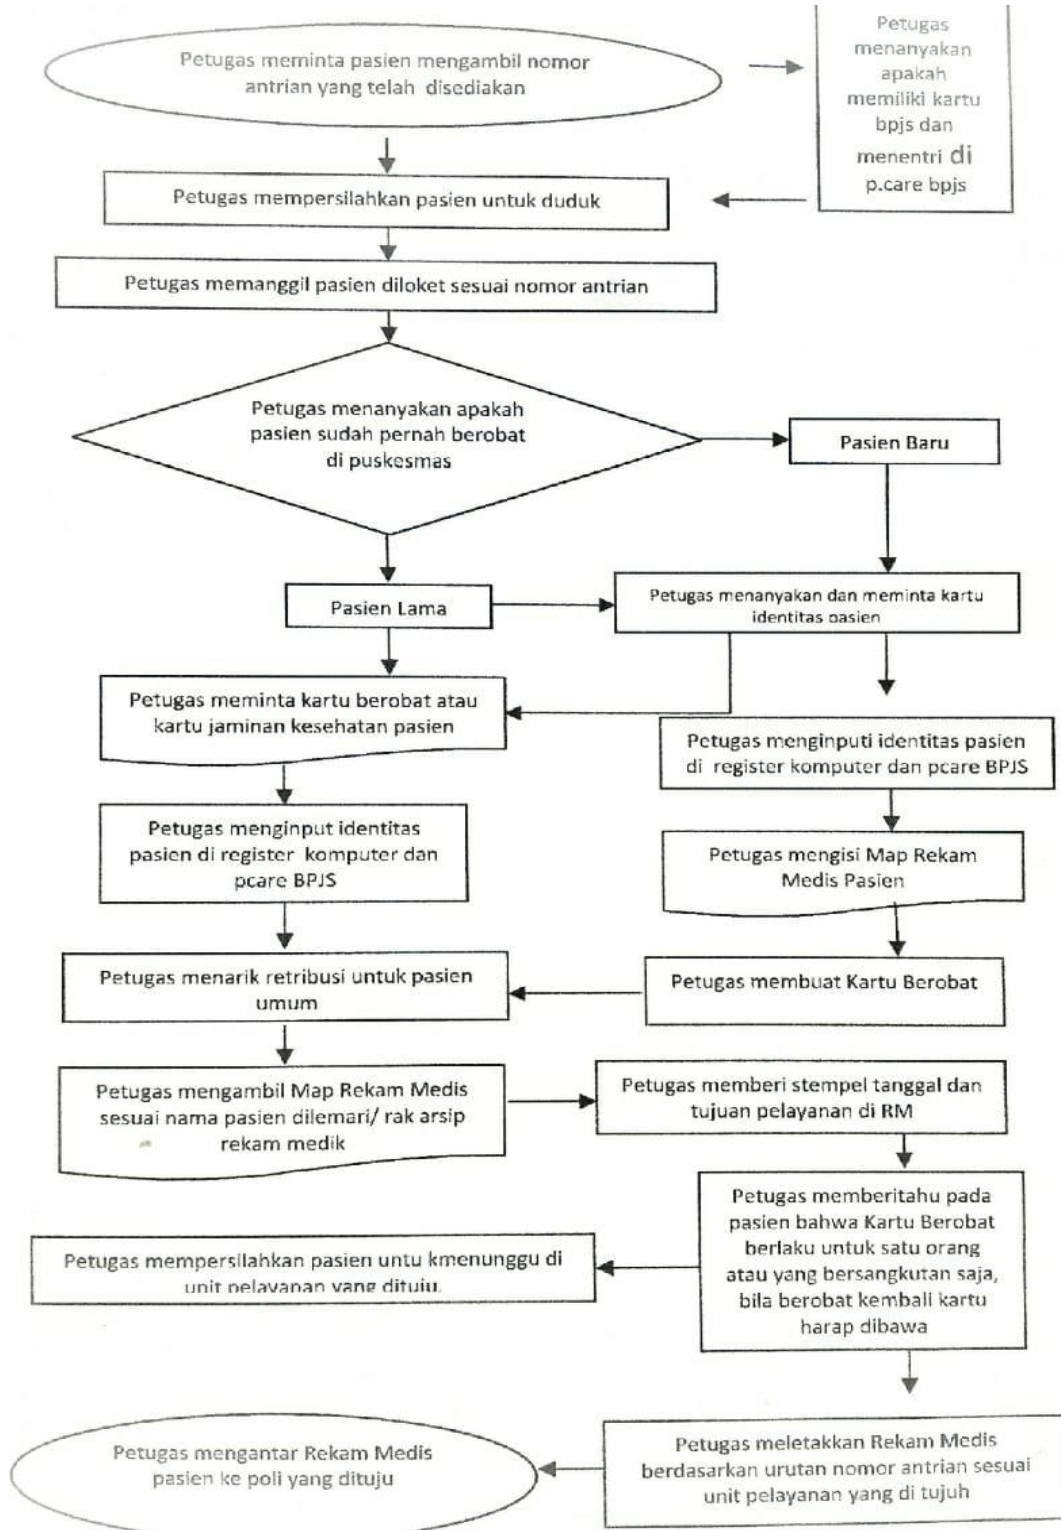 Petugas meminta pasien mengambil nomor
antrian yang telah disediakan
Petugas
menanyakan
apakah
memiliki kartu
bpjs dan
menentri di
p.care bpjs
Petugas mempersilahkan pasien untuk duduk
Petugas memanggil pasien diloket sesuai nomor antrian
Petugas menanyakan apakah
pasien sudah pernah berobat
di puskesmas
Pasien Baru
Pasien Lama
Petugas menanyakan dan meminta kartu
identitas oasien
Petugas meminta kartu berobat atau
kartu jaminan kesehatan pasien
Petugas menginputi identitas pasien
di register komputer dan pcare BPJS
Petugas menginput identitas
pasien di register komputer dan
pcare BPJS
Petugas mengisi Map Rekam
Medis Pasien
Petugas menarik retribusi untuk pasien
umum
Petugas membuat Kartu Berobat
Petugas mengambil Map Rekam Medis
sesuai nama pasien dilemari/ rak arsip
rekam medik
Petugas memberi stempel tanggal dan
tujuan pelayanan di RM
Petugas memberitahu pada
pasien bahwa Kartu Berobat
berlaku untuk satu orang
atau yang bersangkutan saja,
bila berobat kembali kartu
harap dibawa
Petugas mempersilahkan pasien untu kmenunggu di
unit pelayanan yang dituju.
Petugas meletakkan Rekam Medis
berdasarkan urutan nomor antrian sesuai
unit pelayanan yang di tujuh
Petugas mengantar Rekam Medis
pasien ke poli yang dituju